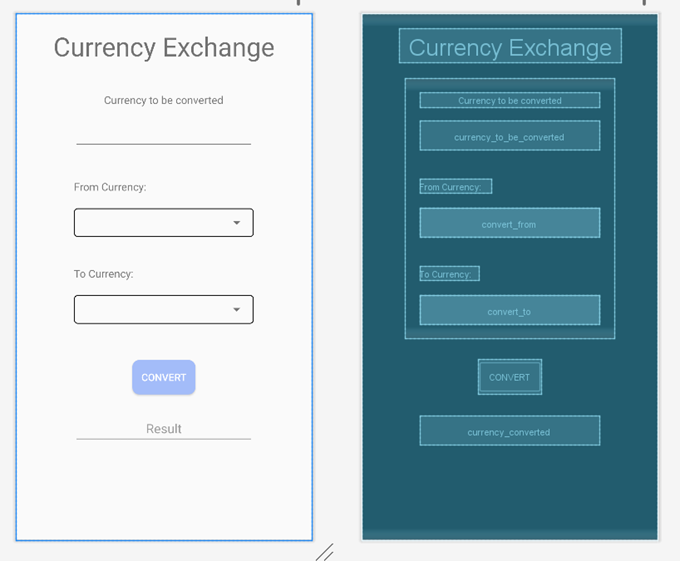 Currency Exchange
Currency to be converted
From Currency:
To Currency:
CONVERT
Result
Currency Exchange
Currency to be converted
currency_to_be_converted
From Currency:
convert_from
To Currency:
convert_to
CONVERT
currency_converted